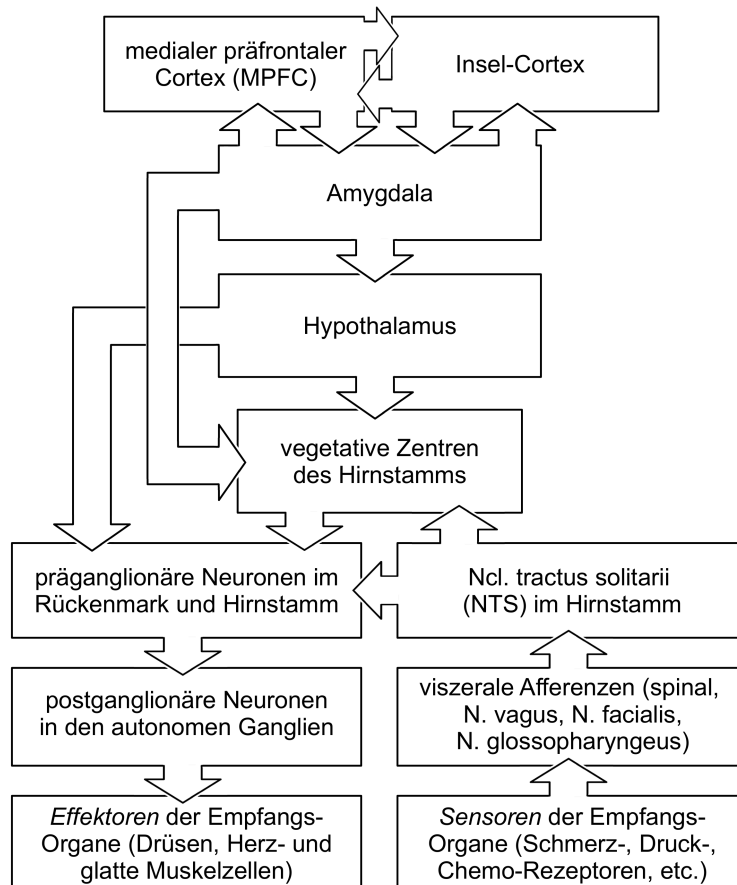 medialer präfrontaler
Cortex (MPFC)
Insel-Cortex
Amygdala
Hypothalamus
vegetative Zentren
des Hirnstamms
präganglionäre Neuronen im
Rückenmark und Hirnstamm
Ncl. tractus solitarii
(NTS) im Hirnstamm
postganglionäre Neuronen
in den autonomen Ganglien
viszerale Afferenzen (spinal,
N. vagus, N. facialis,
N. glossopharyngeus)
Effektoren der Empfangs-
Organe (Drüsen, Herz- und
glatte Muskelzellen)
Sensoren der Empfangs-
Organe (Schmerz-, Druck-,
Chemo-Rezeptoren, etc.)